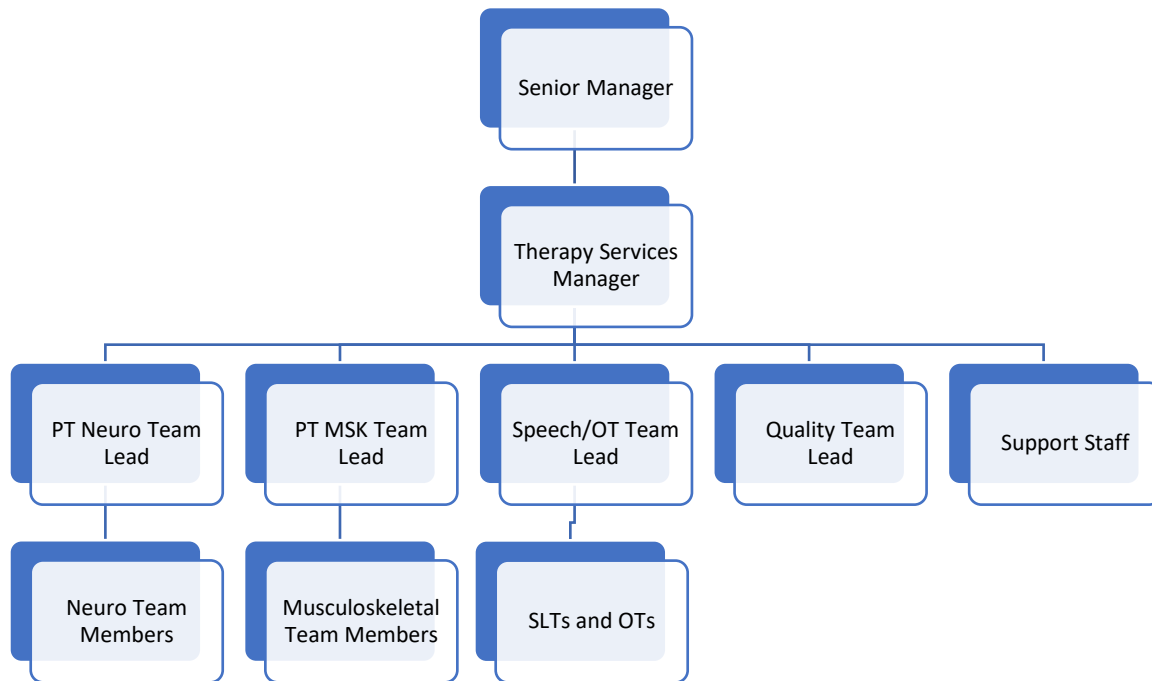 Senior Manager
Therapy Services
Manager
PT Neuro Team
Lead
PT MSK Team
Lead
Speech/OT Team
Lead
Quality Team
Lead
Support Staff
Neuro Team
Members
Musculoskeletal
Team Members
SLTs and OTs